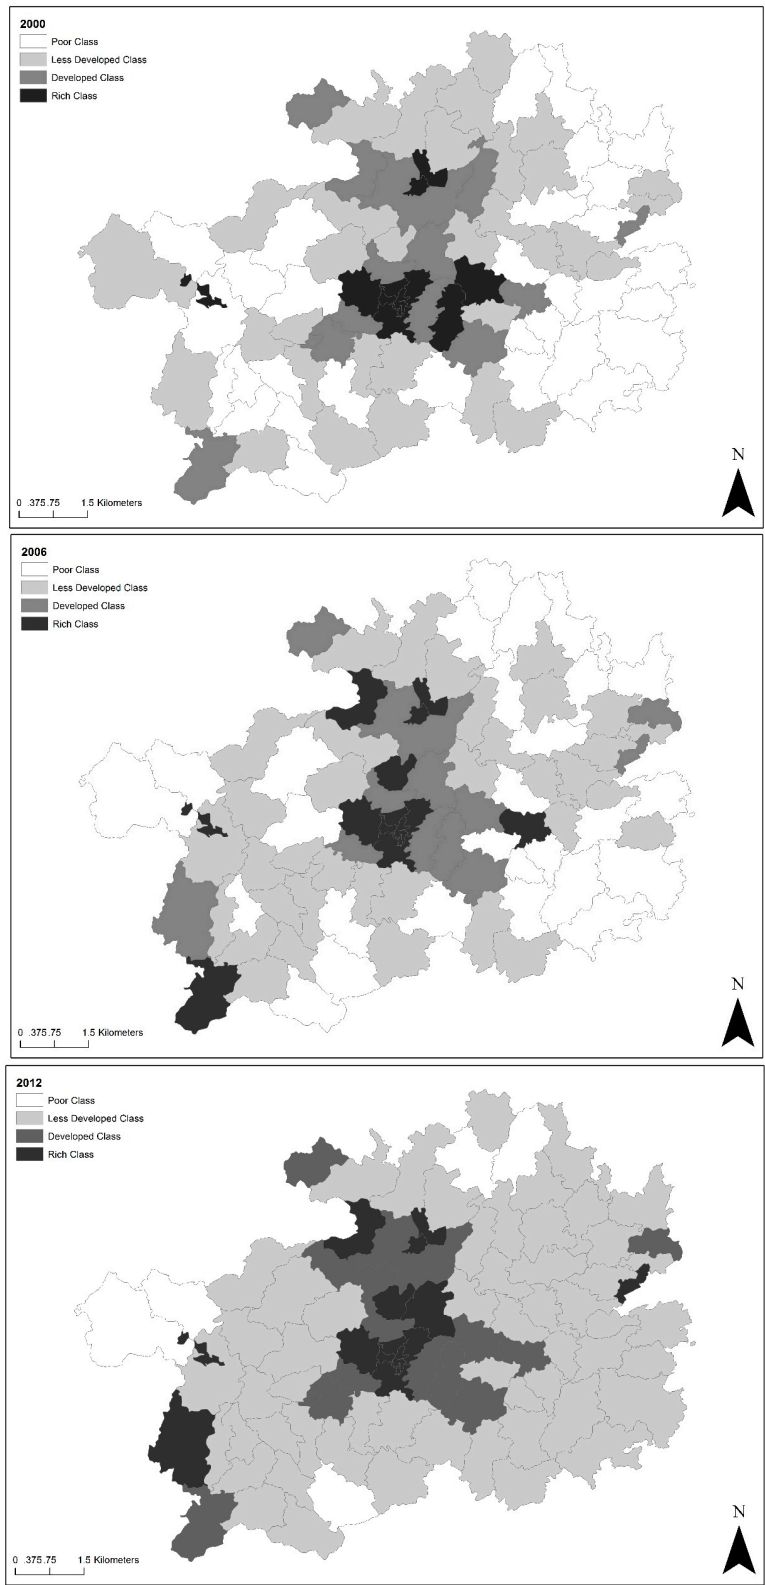 2000
Poor Class
Less Developed Class
Developed Class
Rich Class
N
0 .375.75 1.5 Kilometers
2006
Poor Class
Less Developed Class
Developed Class
Rich Class
N
0 .375.75 1.5 Kilometers
2012
Poor Class
Less Developed Class
Developed Class
Rich Class
N
0 .375.75 1.5 Kilometers